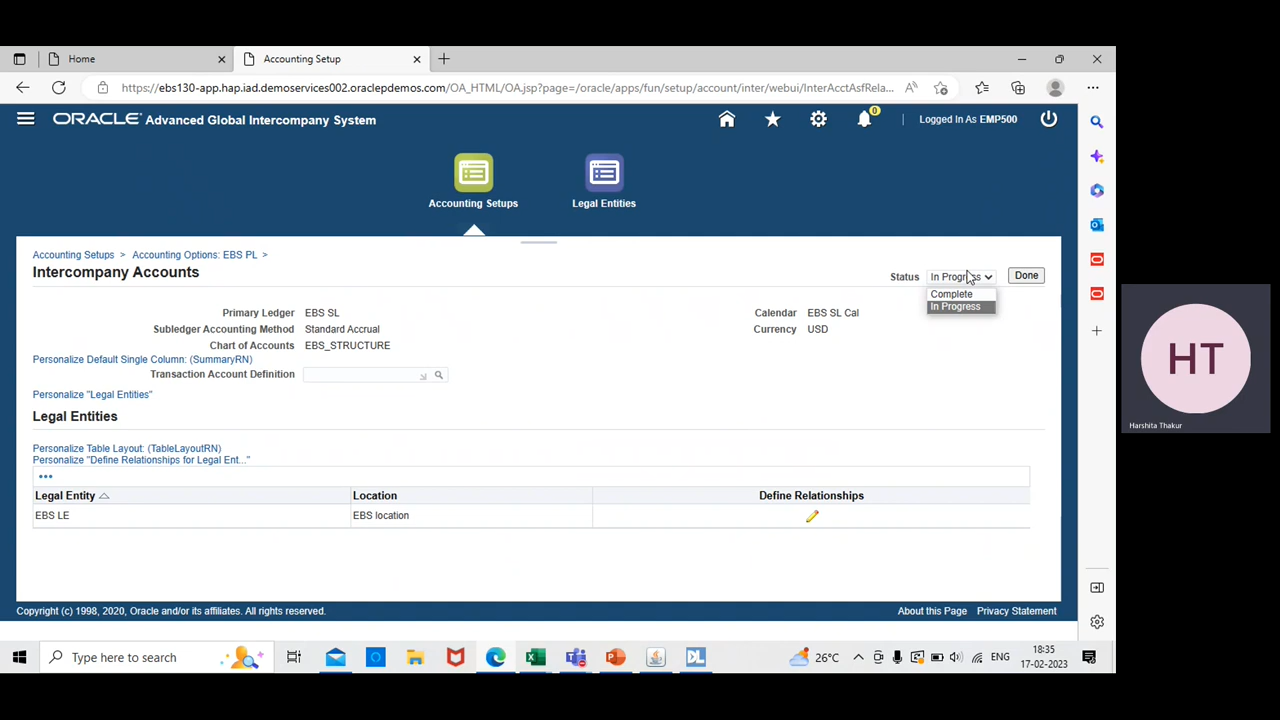 Home
Accounting Setup
https://ebs130-app.hap.iad.demoservices002.oraclepdemos.com/OA_HTML/OA.jsp?page=/oracle/apps/fun/setup/account/inter/webui/InterAcctAsfRela...
ORACLE Advanced Global Intercompany System
0
Logged In As EMP500
Accounting Setups
Legal Entities
Accounting Setups > Accounting Options: EBS PL >
Intercompany Accounts
Status In Progress Done
Complete
In Progress
Primary Ledger EBS SL
Calendar EBS SL Cal
Subledger Accounting Method Standard Accrual
Currency USD
Chart of Accounts EBS_STRUCTURE
Personalize Default Single Column: (SummaryRN)
Transaction Account Definition
Personalize "Legal Entities"
Legal Entities
Personalize Table Layout: (TableLayoutRN)
Personalize "Define Relationships for Legal Ent..."
Legal Entity Location Define Relationships
EBS LE EBS location
HT
Harshita Thakur
Copyright (c) 1998, 2020, Oracle and/or its affiliates. All rights reserved.
About this Page Privacy Statement
Type here to search
DL
26°C
ENG
18:35
17-02-2023